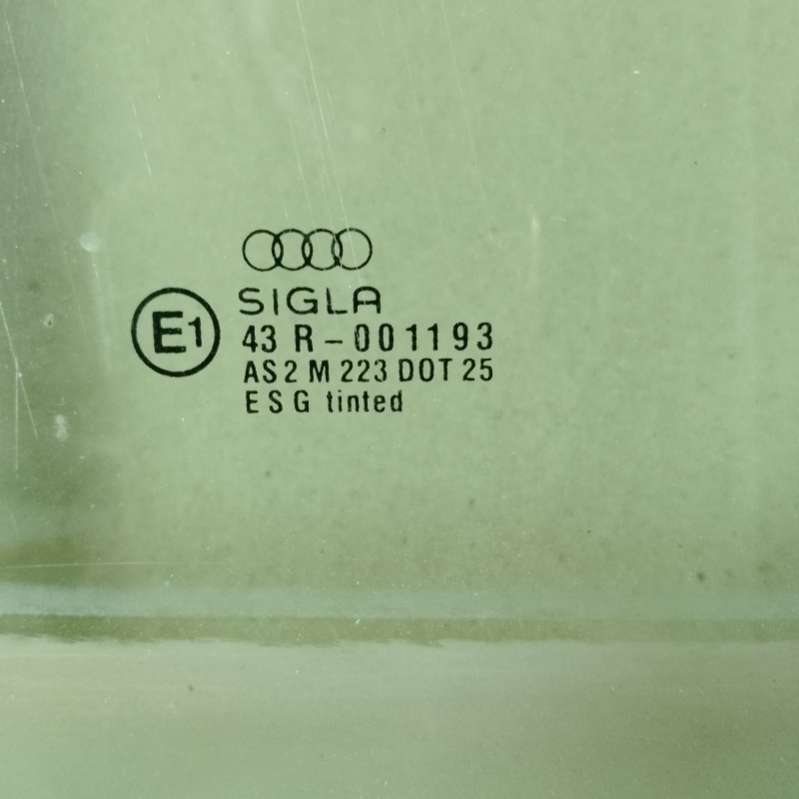 SIGLA
E1 43 R-001193
AS2 M 223 DOT 25
ESG tinted